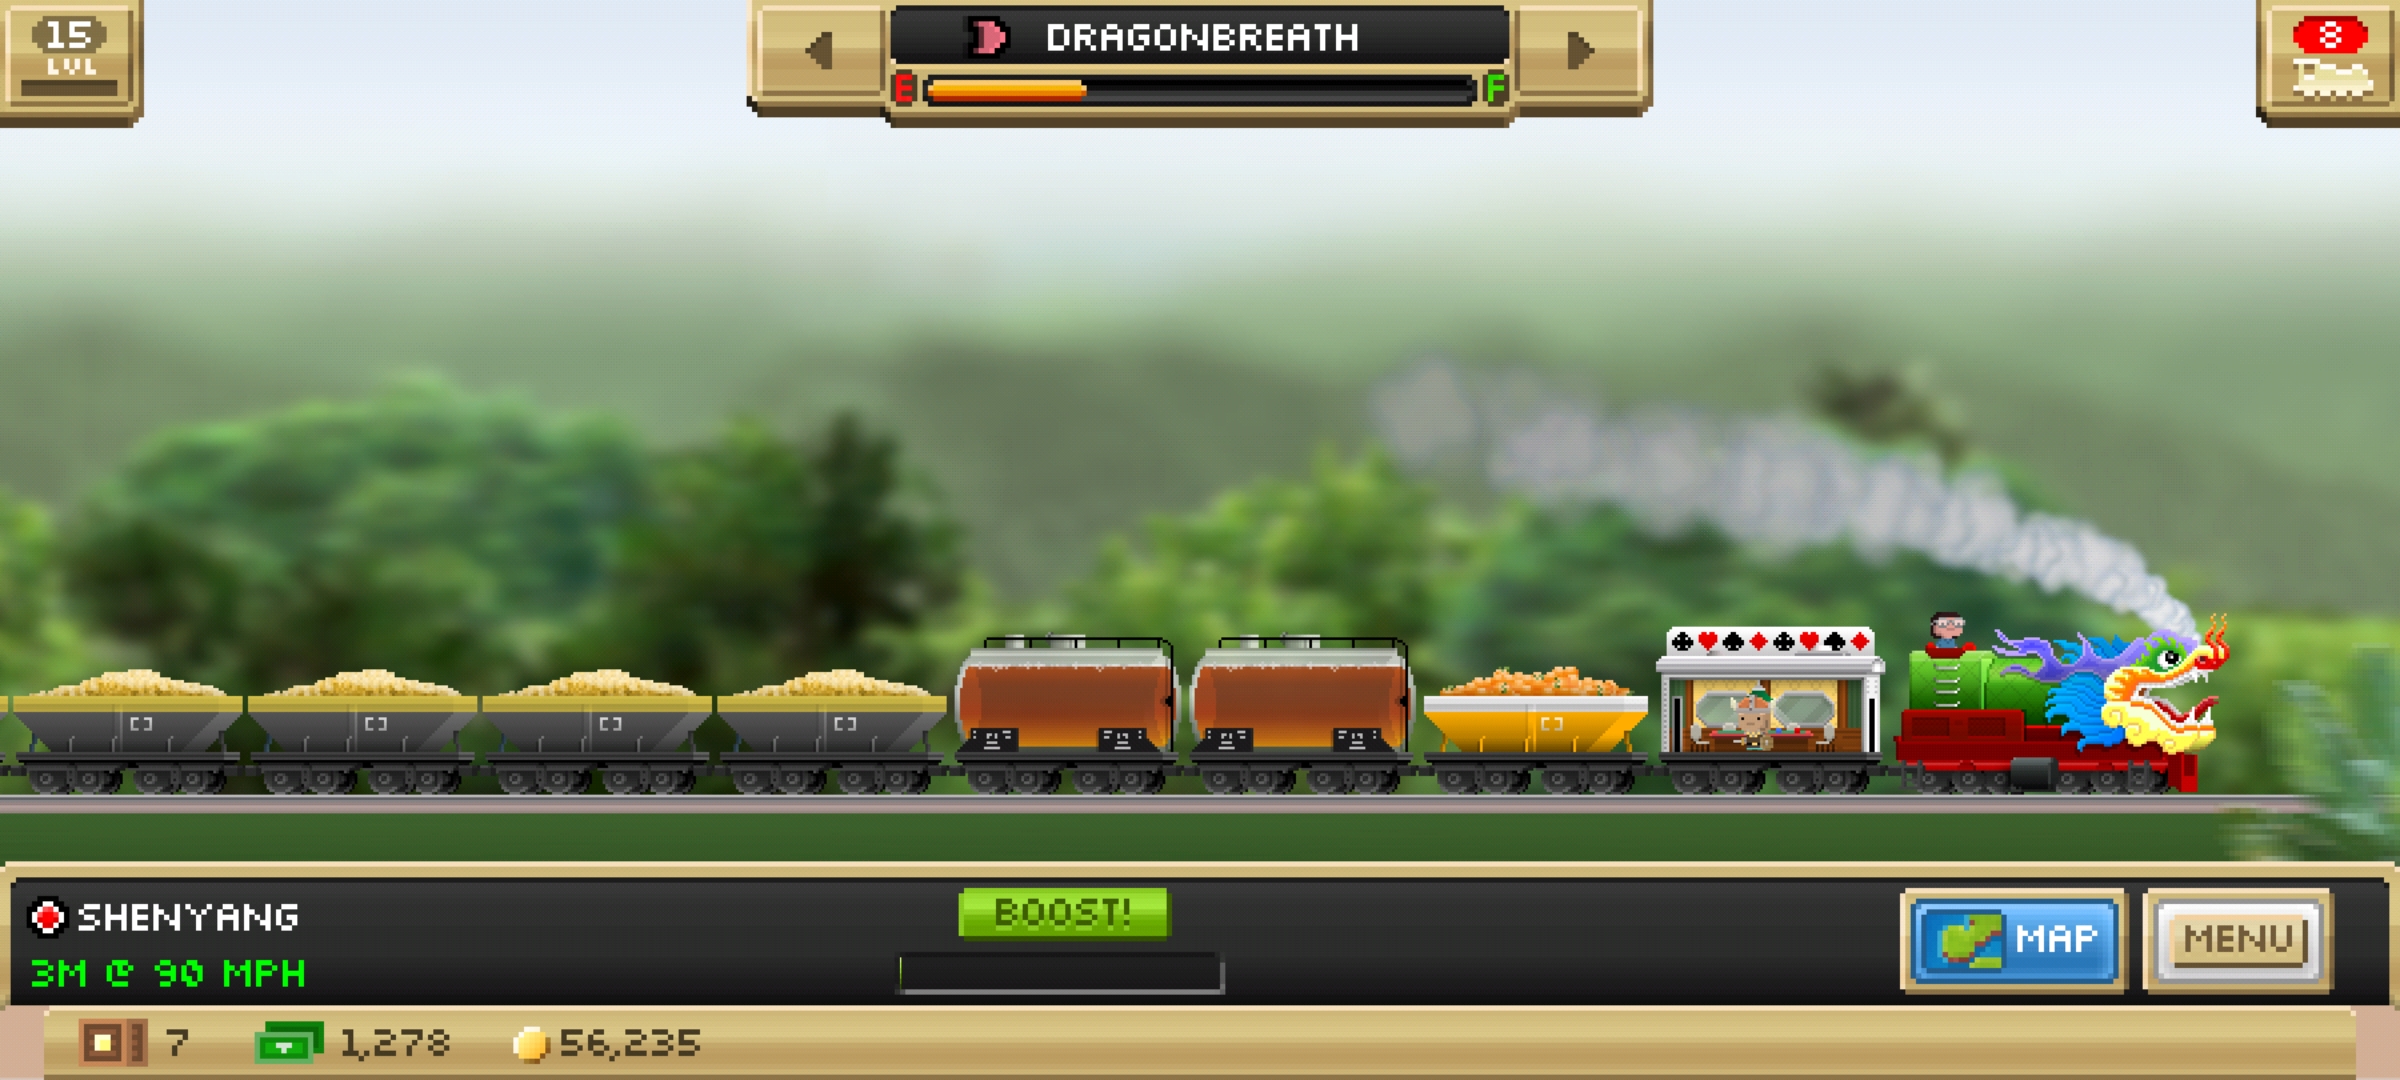 15
LVL
DRAGONBREATH
E F
8
SHENYANG
3M @ 90 MPH
BOOST!
MAP
MENU
7 1,278 56,235